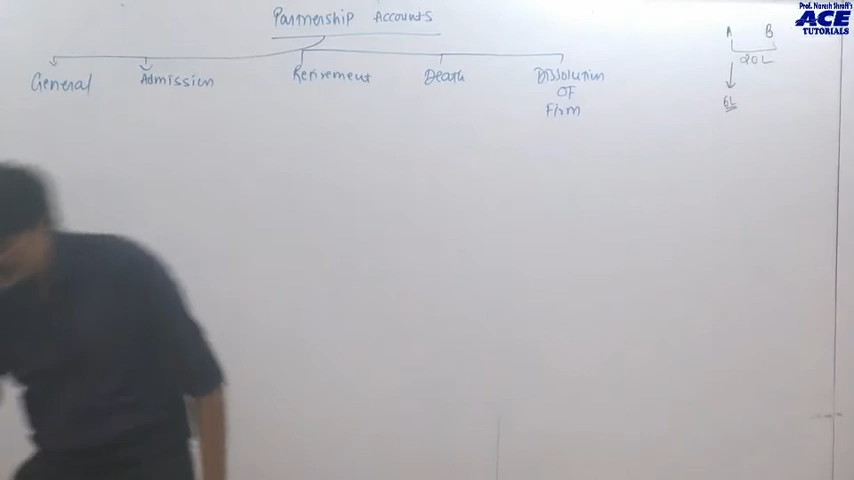 Partnership Accounts
General Admission Retirement Death Dissolution
OF
Firm
A B
20L
6L
Prof. Naresh Shroff's
ACE
TUTORIALS